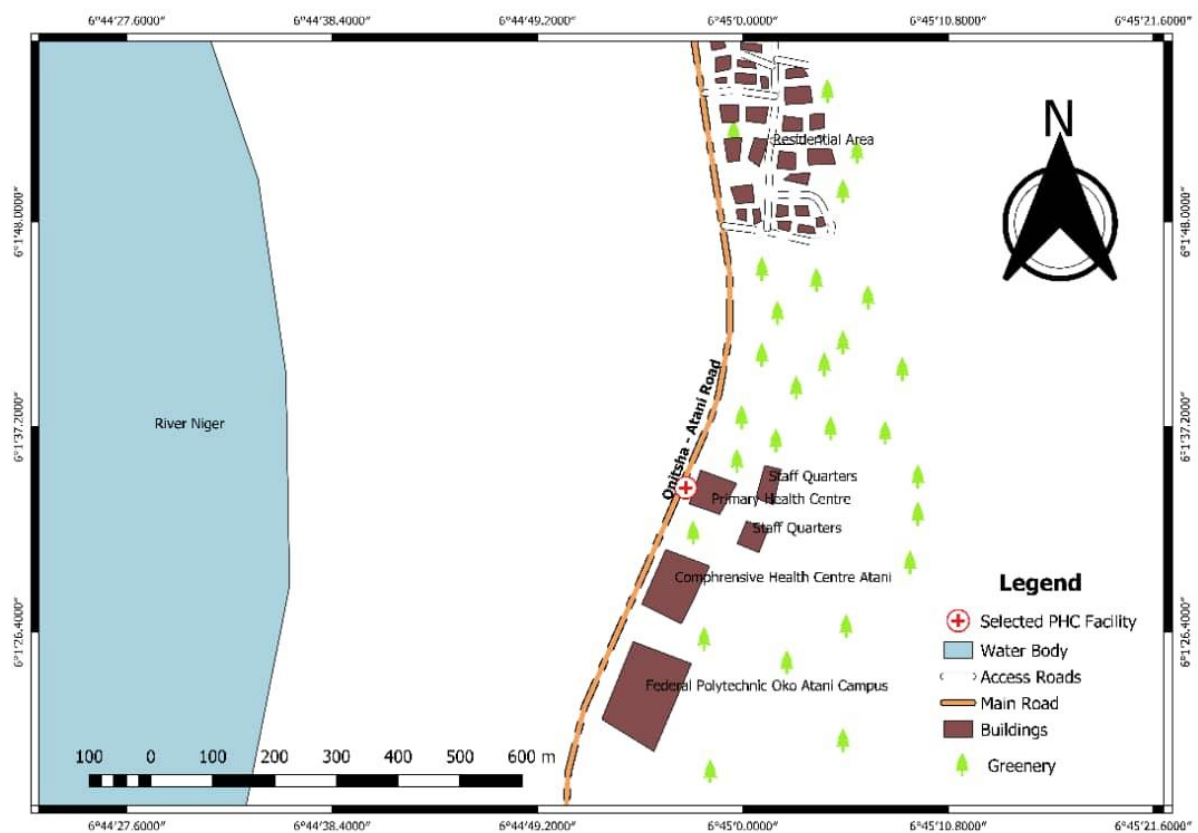 6°44'27.6000" 6°44'38.4000" 6°44'49.2000" 6°45'0.0000" 6°45'10.8000" 6°45'21.6000"
N
Residential Area
6°1'48.0000" 6°1'48.0000"
Onitsha - Atani Road
River Niger
6°1'37.2000" 6°1'37.2000"
Staff Quarters
Primary Health Centre
Staff Quarters
Comphrensive Health Centre Atani
6°1'26.4000" 6°1'26.4000"
Federal Polytechnic Oko Atani Campus
Legend
Selected PHC Facility
Water Body
Access Roads
Main Road
Buildings
Greenery
100 0 100 200 300 400 500 600 m
6°44'27.6000" 6°44'38.4000" 6°44'49.2000" 6°45'0.0000" 6°45'10.8000" 6°45'21.6000"